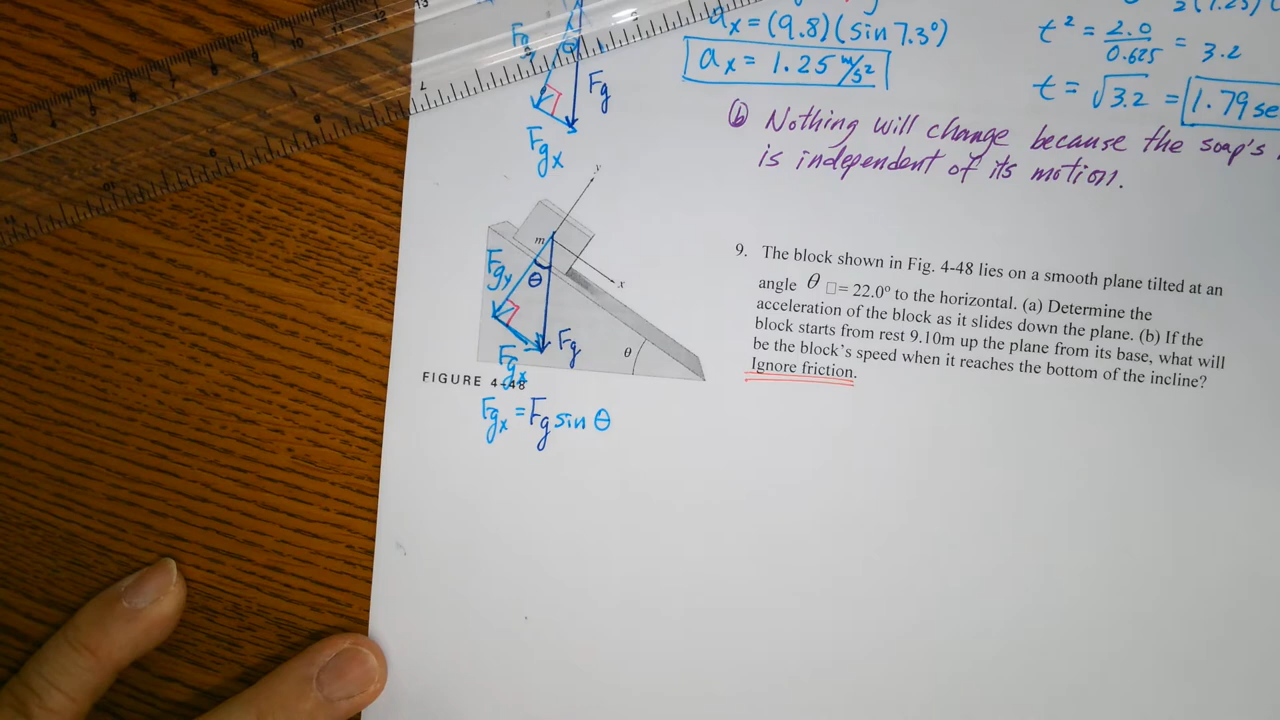 ax = (9.8)(sin 7.3°)
ax = 1.25 m/s²
t² = 2.0/0.625 = 3.2
t = √3.2 = 1.79 se
ⓑ Nothing will change because the soap's
is independent of its motion.
Fg
Fgx
y
m
x
Fgy
θ
Fg
Fgx
θ
FIGURE 4-48
Fgx = Fg sin θ
9. The block shown in Fig. 4-48 lies on a smooth plane tilted at an
angle θ □= 22.0° to the horizontal. (a) Determine the
acceleration of the block as it slides down the plane. (b) If the
block starts from rest 9.10m up the plane from its base, what will
be the block's speed when it reaches the bottom of the incline?
Ignore friction.